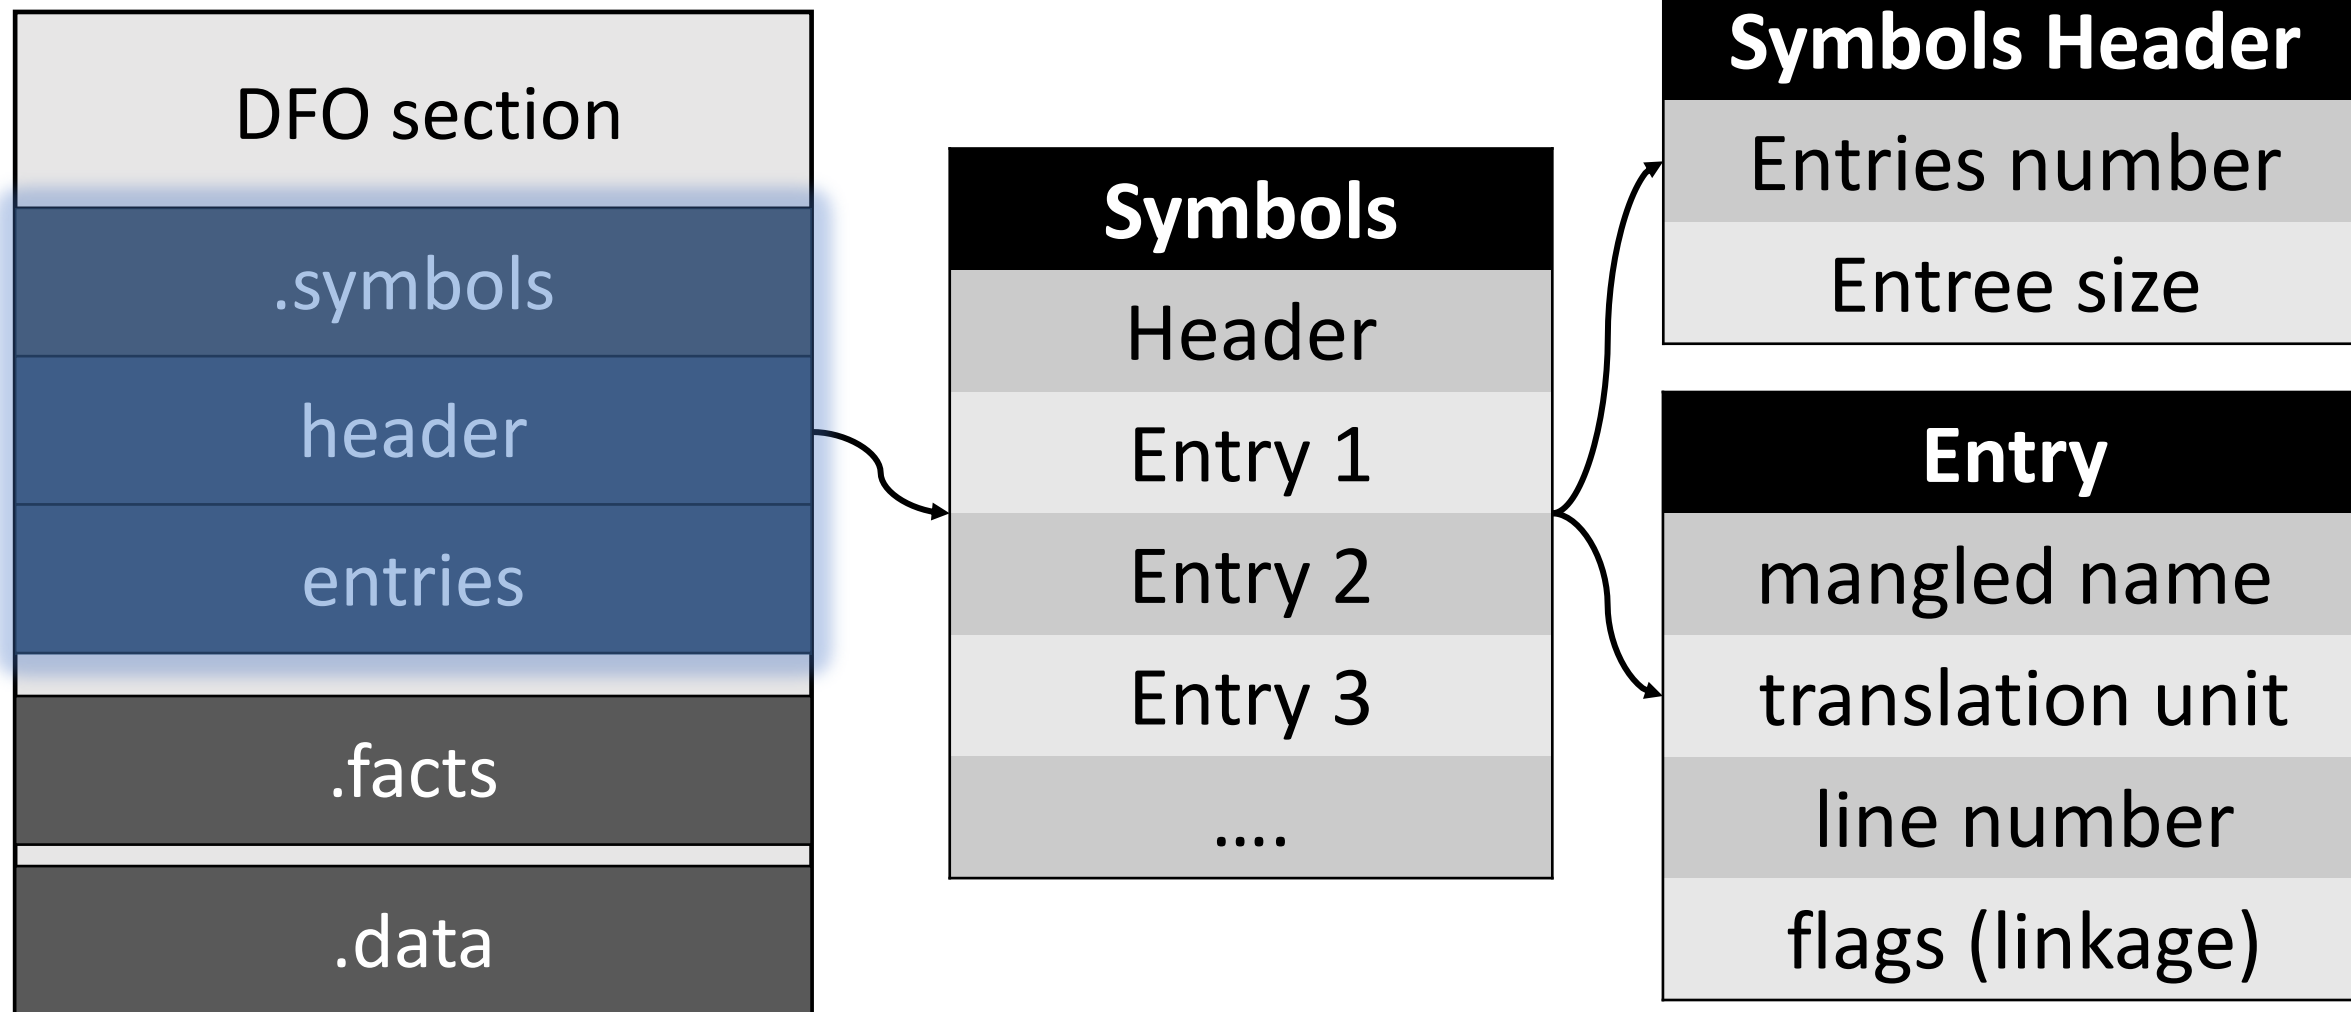 DFO section
.symbols
header
entries
.facts
.data
Symbols
Header
Entry 1
Entry 2
Entry 3
....
Symbols Header
Entries number
Entree size
Entry
mangled name
translation unit
line number
flags (linkage)